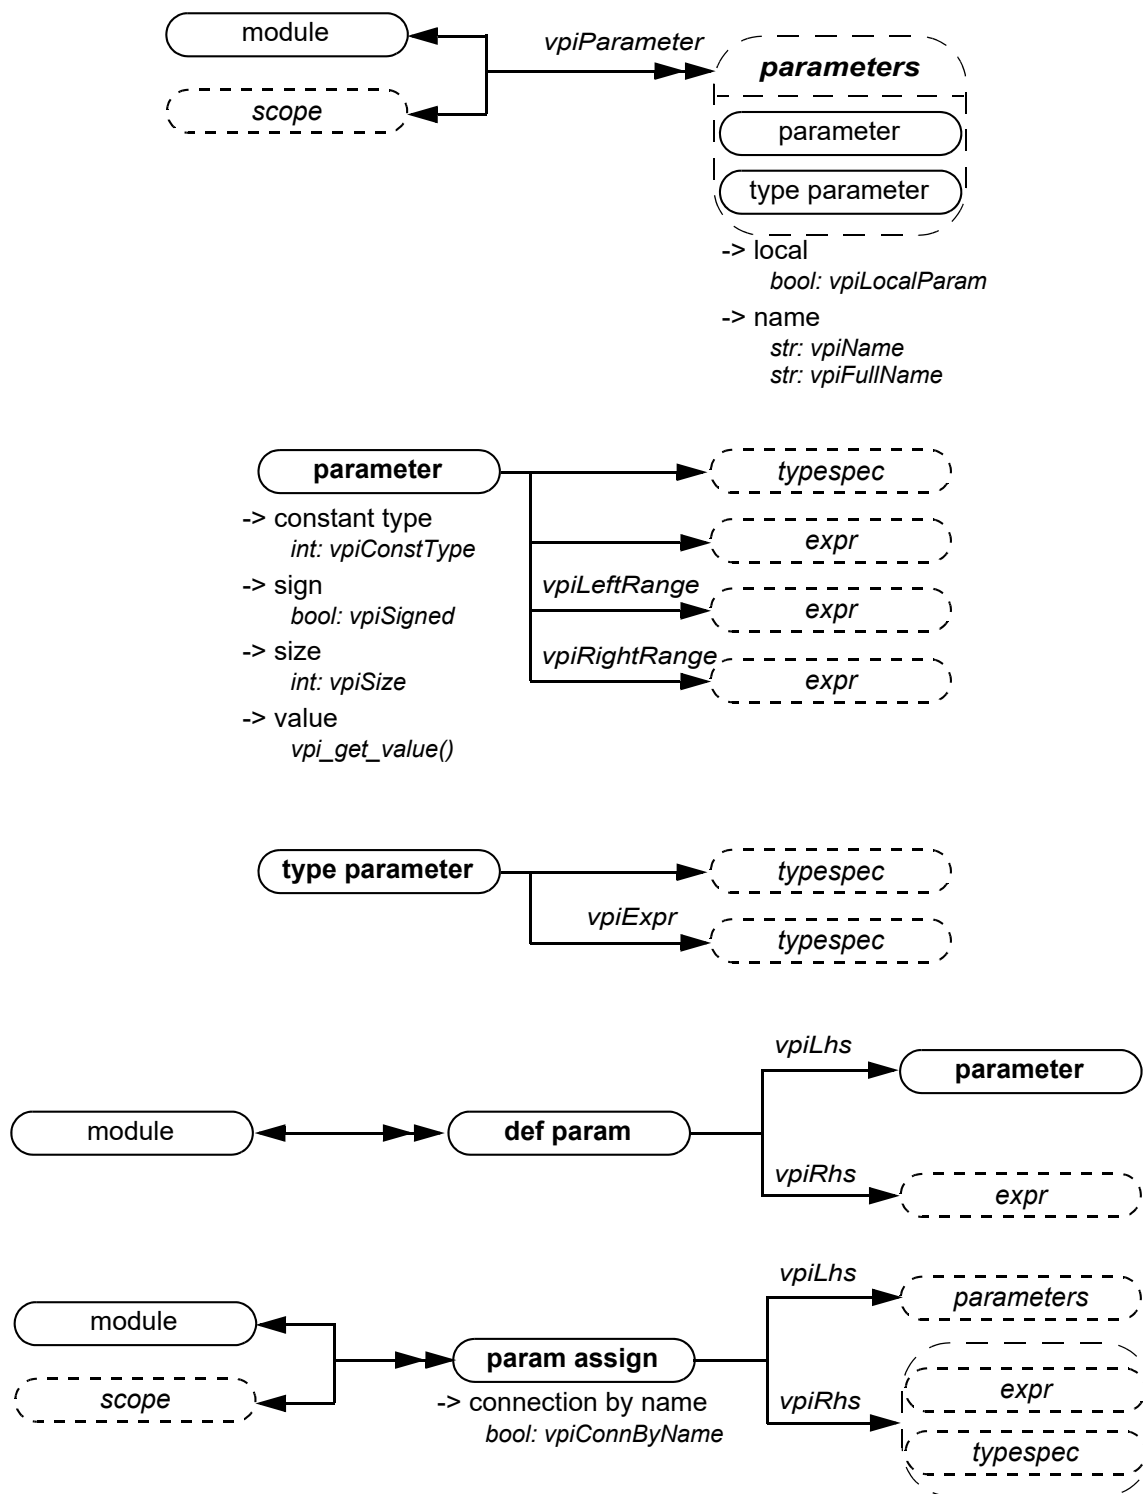 module
vpiParameter
parameters
scope
parameter
type parameter
-> local
bool: vpiLocalParam
-> name
str: vpiName
str: vpiFullName
parameter
typespec
-> constant type
int: vpiConstType
expr
-> sign
bool: vpiSigned
vpiLeftRange
expr
-> size
int: vpiSize
vpiRightRange
expr
-> value
vpi_get_value()
type parameter
typespec
vpiExpr
typespec
vpiLhs
parameter
module
def param
vpiRhs
expr
vpiLhs
parameters
module
param assign
scope
-> connection by name
bool: vpiConnByName
vpiRhs
expr
typespec